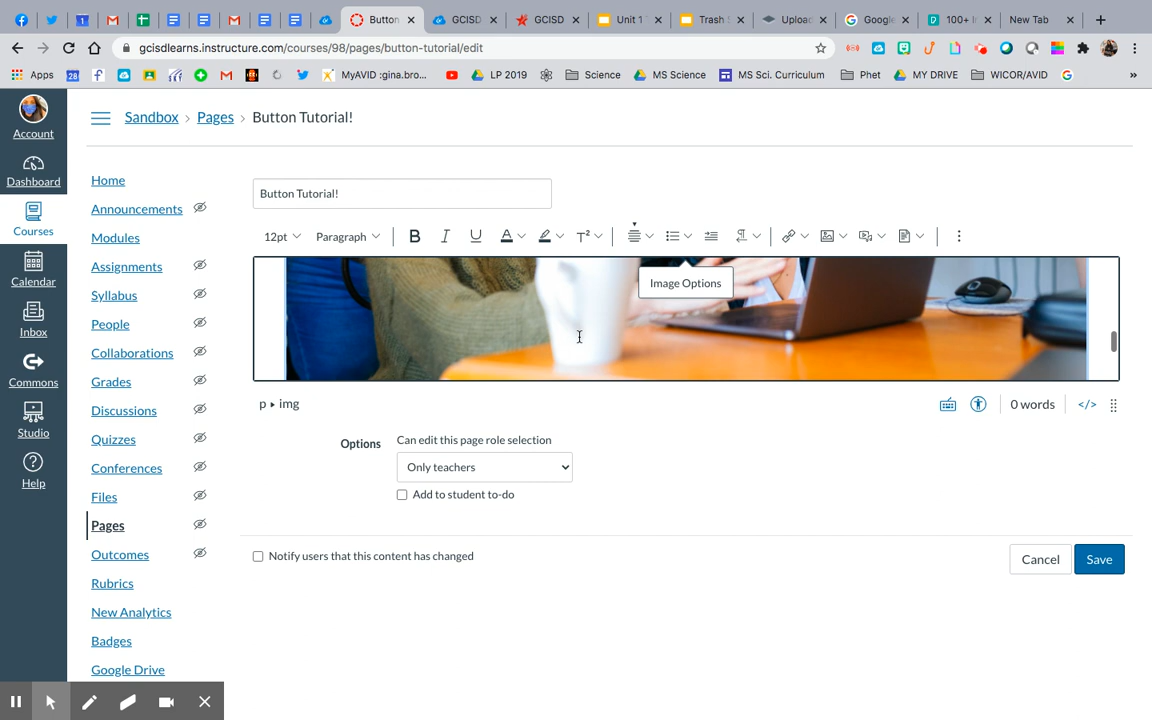 Button
GCISD
GCISD
Unit 1
Trash
Upload
Google
100+
New Tab
gcisdlearns.instructure.com/courses/98/pages/button-tutorial/edit
Apps
28
MyAVID :gina.bro...
LP 2019
Science
MS Science
MS Sci. Curriculum
Phet
MY DRIVE
WICOR/AVID
»
Account
Dashboard
Courses
Calendar
Inbox
Commons
Studio
Help
Sandbox › Pages › Button Tutorial!
Home
Announcements
Modules
Assignments
Syllabus
People
Collaborations
Grades
Discussions
Quizzes
Conferences
Files
Pages
Outcomes
Rubrics
New Analytics
Badges
Google Drive
Button Tutorial!
12pt Paragraph B I U A T²
Image Options
p ▸ img
0 words </>
Options
Can edit this page role selection
Only teachers
Add to student to-do
Notify users that this content has changed
Cancel Save